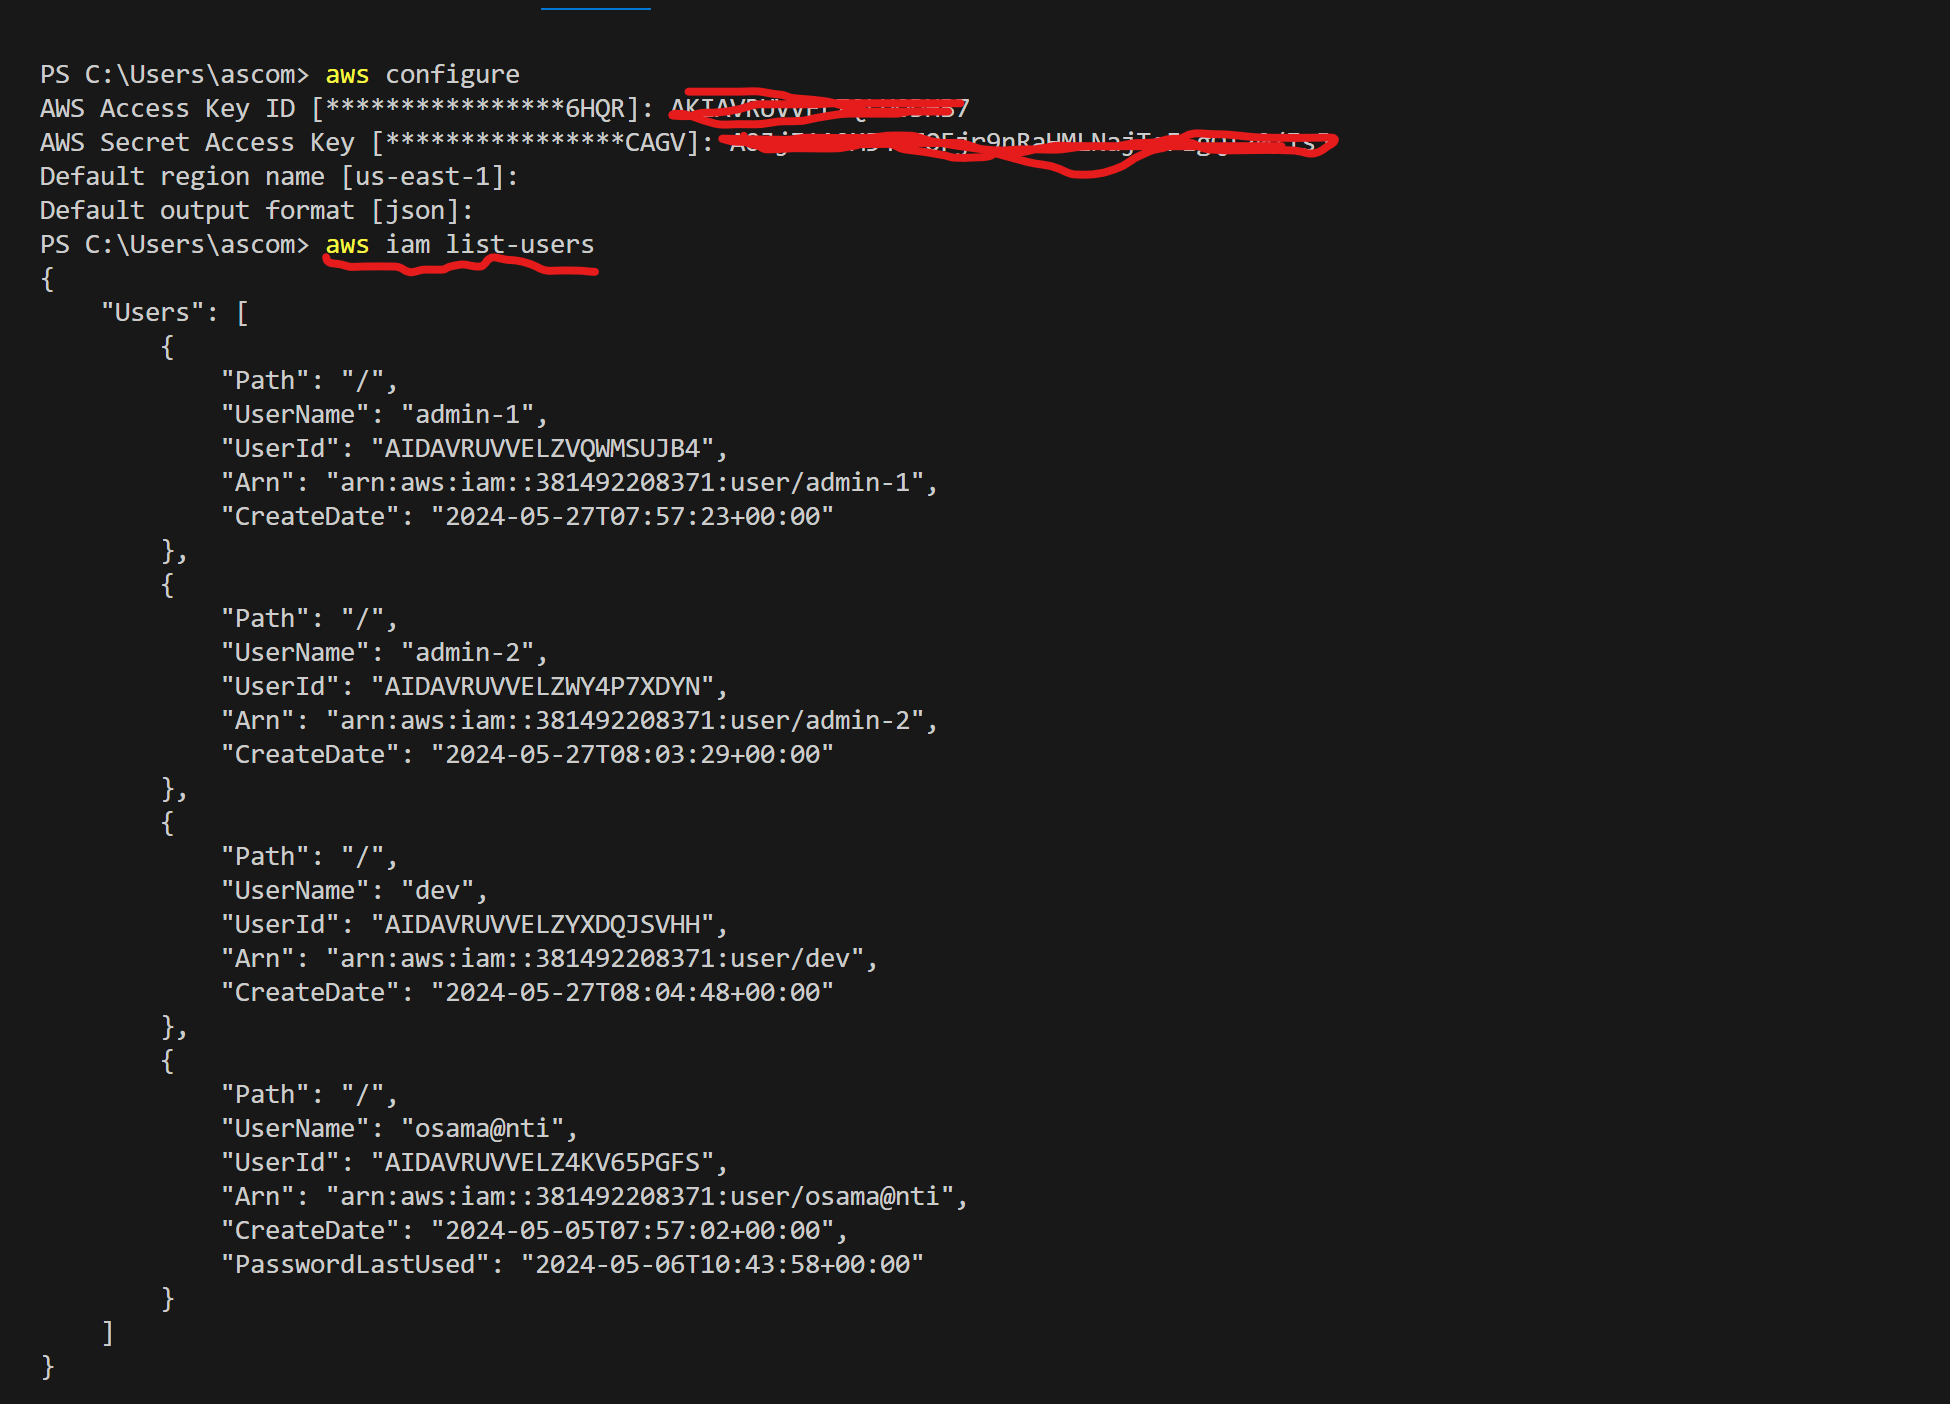 PS C:\Users\ascom> aws configure
AWS Access Key ID [****************6HQR]:
AWS Secret Access Key [****************CAGV]:
Default region name [us-east-1]:
Default output format [json]:
PS C:\Users\ascom> aws iam list-users
{
    "Users": [
        {
            "Path": "/",
            "UserName": "admin-1",
            "UserId": "AIDAVRUVVELZVQWMSUJB4",
            "Arn": "arn:aws:iam::381492208371:user/admin-1",
            "CreateDate": "2024-05-27T07:57:23+00:00"
        },
        {
            "Path": "/",
            "UserName": "admin-2",
            "UserId": "AIDAVRUVVELZWY4P7XDYN",
            "Arn": "arn:aws:iam::381492208371:user/admin-2",
            "CreateDate": "2024-05-27T08:03:29+00:00"
        },
        {
            "Path": "/",
            "UserName": "dev",
            "UserId": "AIDAVRUVVELZYXDQJSVHH",
            "Arn": "arn:aws:iam::381492208371:user/dev",
            "CreateDate": "2024-05-27T08:04:48+00:00"
        },
        {
            "Path": "/",
            "UserName": "osama@nti",
            "UserId": "AIDAVRUVVELZ4KV65PGFS",
            "Arn": "arn:aws:iam::381492208371:user/osama@nti",
            "CreateDate": "2024-05-05T07:57:02+00:00",
            "PasswordLastUsed": "2024-05-06T10:43:58+00:00"
        }
    ]
}